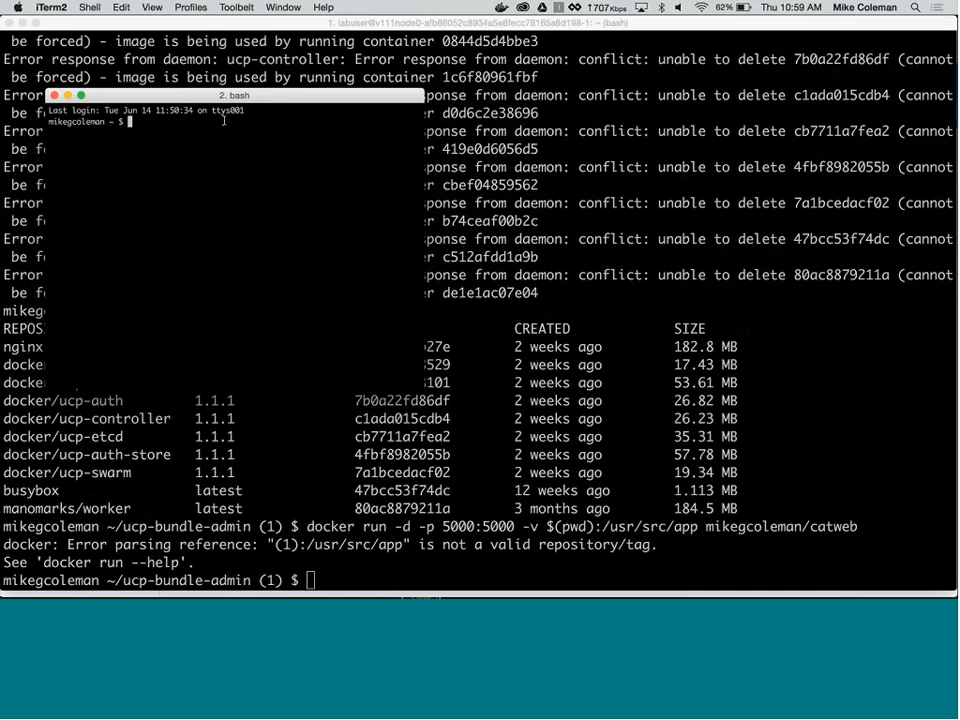 iTerm2 Shell Edit View Profiles Toolbelt Window Help 1 707Kbps 62% Thu 10:59 AM Mike Coleman
1. labuser@v111node0-afb86052c8934a5e8fecc78165a8d198-1: ~ (bash)
be forced) - image is being used by running container 0844d5d4bbe3
Error response from daemon: ucp-controller: Error response from daemon: conflict: unable to delete 7b0a22fd86df (cannot
be forced) - image is being used by running container 1c6f80961fbf
Error
2. bash
ponse from daemon: conflict: unable to delete c1ada015cdb4 (cannot
Last login: Tue Jun 14 11:50:34 on ttys001
mikegcoleman ~ $
be f
r d0d6c2e38696
Error
ponse from daemon: conflict: unable to delete cb7711a7fea2 (cannot
be f
r 419e0d6056d5
Error
ponse from daemon: conflict: unable to delete 4fbf8982055b (cannot
be f
r cbef04859562
Error
ponse from daemon: conflict: unable to delete 7a1bcedacf02 (cannot
be f
r b74ceaf00b2c
Error
ponse from daemon: conflict: unable to delete 47bcc53f74dc (cannot
be f
r c512afdd1a9b
Error
ponse from daemon: conflict: unable to delete 80ac8879211a (cannot
be f
r de1e1ac07e04
mikeg
REPOS CREATED SIZE
nginx 27e 2 weeks ago 182.8 MB
docke 8529 2 weeks ago 17.43 MB
docke 8101 2 weeks ago 53.61 MB
docker/ucp-auth 1.1.1 7b0a22fd86df 2 weeks ago 26.82 MB
docker/ucp-controller 1.1.1 c1ada015cdb4 2 weeks ago 26.23 MB
docker/ucp-etcd 1.1.1 cb7711a7fea2 2 weeks ago 35.31 MB
docker/ucp-auth-store 1.1.1 4fbf8982055b 2 weeks ago 57.78 MB
docker/ucp-swarm 1.1.1 7a1bcedacf02 2 weeks ago 19.34 MB
busybox latest 47bcc53f74dc 12 weeks ago 1.113 MB
manomarks/worker latest 80ac8879211a 3 months ago 184.5 MB
mikegcoleman ~/ucp-bundle-admin (1) $ docker run -d -p 5000:5000 -v $(pwd):/usr/src/app mikegcoleman/catweb
docker: Error parsing reference: "(1):/usr/src/app" is not a valid repository/tag.
See 'docker run --help'.
mikegcoleman ~/ucp-bundle-admin (1) $